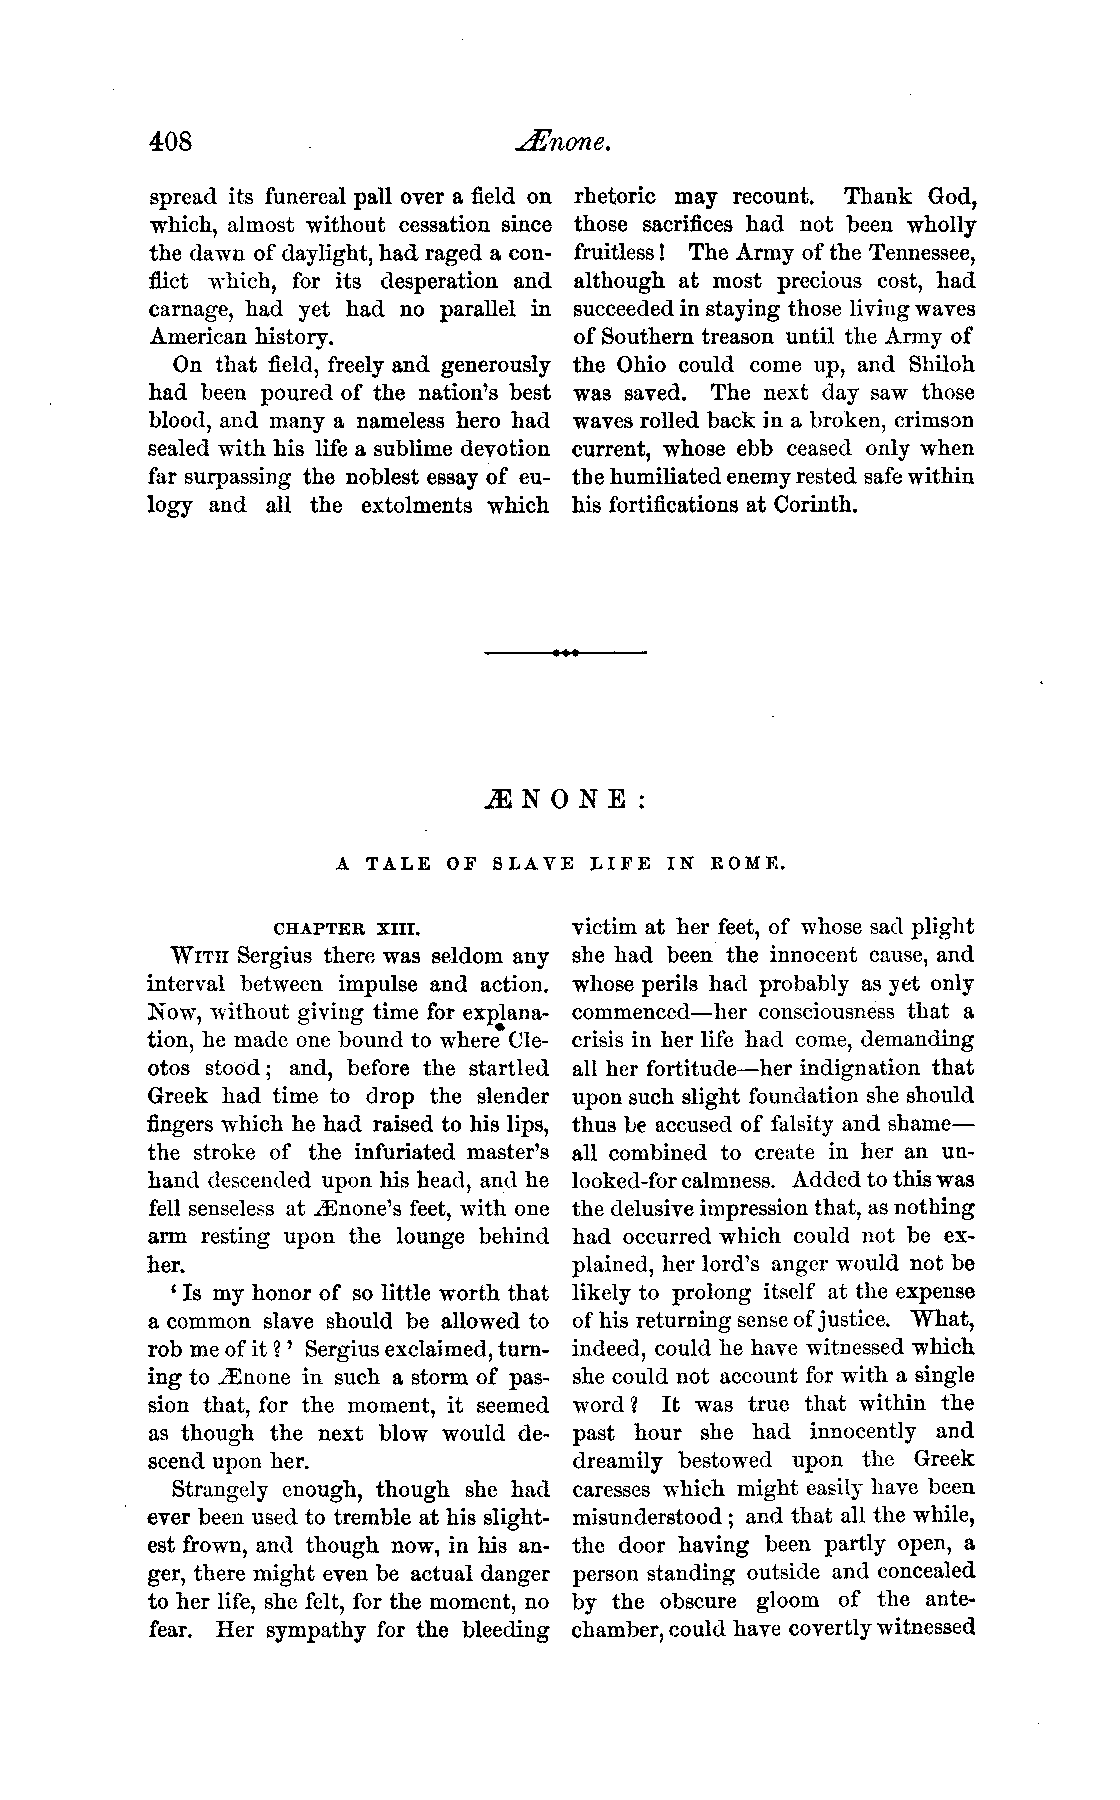 408
Ænone.
spread its funereal pall over a field on
which, almost without cessation since
the dawn of daylight, had raged a con-
flict which, for its desperation and
carnage, had yet had no parallel in
American history.
On that field, freely and generously
had been poured of the nation's best
blood, and many a nameless hero had
sealed with his life a sublime devotion
far surpassing the noblest essay of eu-
logy and all the extolments which
rhetoric may recount. Thank God,
those sacrifices had not been wholly
fruitless! The Army of the Tennessee,
although at most precious cost, had
succeeded in staying those living waves
of Southern treason until the Army of
the Ohio could come up, and Shiloh
was saved. The next day saw those
waves rolled back in a broken, crimson
current, whose ebb ceased only when
the humiliated enemy rested safe within
his fortifications at Corinth.
ÆNONE:
A TALE OF SLAVE LIFE IN ROME.
CHAPTER XIII.
WITH Sergius there was seldom any
interval between impulse and action.
Now, without giving time for explana-
tion, he made one bound to where Cle-
otos stood; and, before the startled
Greek had time to drop the slender
fingers which he had raised to his lips,
the stroke of the infuriated master's
hand descended upon his head, and he
fell senseless at Ænone's feet, with one
arm resting upon the lounge behind
her.
'Is my honor of so little worth that
a common slave should be allowed to
rob me of it?' Sergius exclaimed, turn-
ing to Ænone in such a storm of pas-
sion that, for the moment, it seemed
as though the next blow would de-
scend upon her.
Strangely enough, though she had
ever been used to tremble at his slight-
est frown, and though now, in his an-
ger, there might even be actual danger
to her life, she felt, for the moment, no
fear. Her sympathy for the bleeding
victim at her feet, of whose sad plight
she had been the innocent cause, and
whose perils had probably as yet only
commenced—her consciousness that a
crisis in her life had come, demanding
all her fortitude—her indignation that
upon such slight foundation she should
thus be accused of falsity and shame—
all combined to create in her an un-
looked-for calmness. Added to this was
the delusive impression that, as nothing
had occurred which could not be ex-
plained, her lord's anger would not be
likely to prolong itself at the expense
of his returning sense of justice. What,
indeed, could he have witnessed which
she could not account for with a single
word? It was true that within the
past hour she had innocently and
dreamily bestowed upon the Greek
caresses which might easily have been
misunderstood; and that all the while,
the door having been partly open, a
person standing outside and concealed
by the obscure gloom of the ante-
chamber, could have covertly witnessed